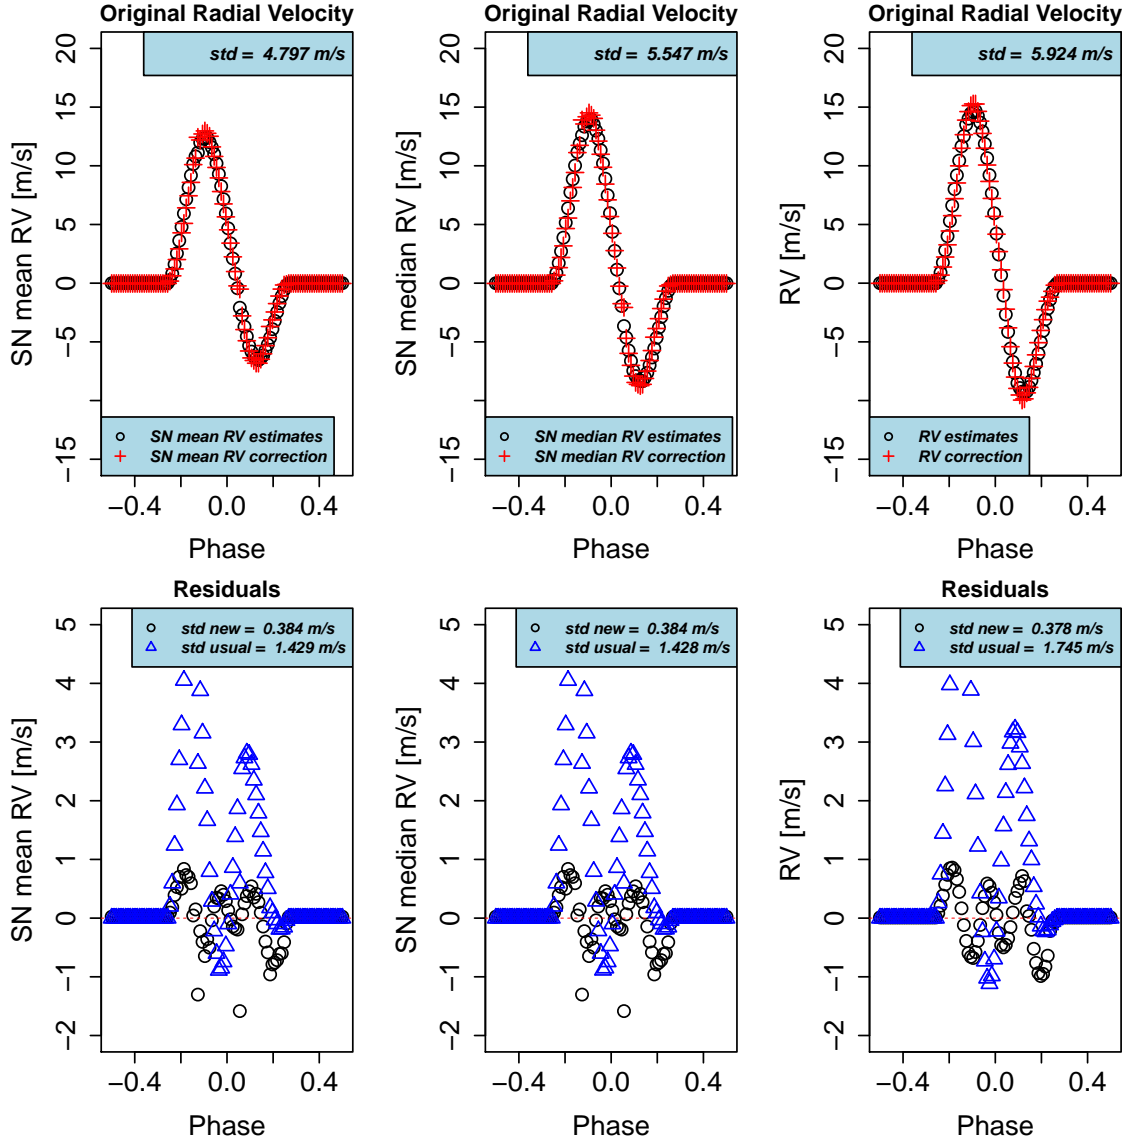 Original Radial Velocity
std = 4.797 m/s
20
15
10
5
0
−5
−15
SN mean RV [m/s]
SN mean RV estimates
SN mean RV correction
−0.4
0.0
0.4
Phase
Original Radial Velocity
std = 5.547 m/s
20
15
10
5
0
−5
−15
SN median RV [m/s]
SN median RV estimates
SN median RV correction
−0.4
0.0
0.4
Phase
Original Radial Velocity
std = 5.924 m/s
20
15
10
5
0
−5
−15
RV [m/s]
RV estimates
RV correction
−0.4
0.0
0.4
Phase
Residuals
std new = 0.384 m/s
std usual = 1.429 m/s
5
4
3
2
1
0
−1
−2
SN mean RV [m/s]
−0.4
0.0
0.4
Phase
std new = 0.384 m/s
std usual = 1.428 m/s
5
4
3
2
1
0
−1
−2
SN median RV [m/s]
−0.4
0.0
0.4
Phase
Residuals
std new = 0.378 m/s
std usual = 1.745 m/s
5
4
3
2
1
0
−1
−2
RV [m/s]
−0.4
0.0
0.4
Phase